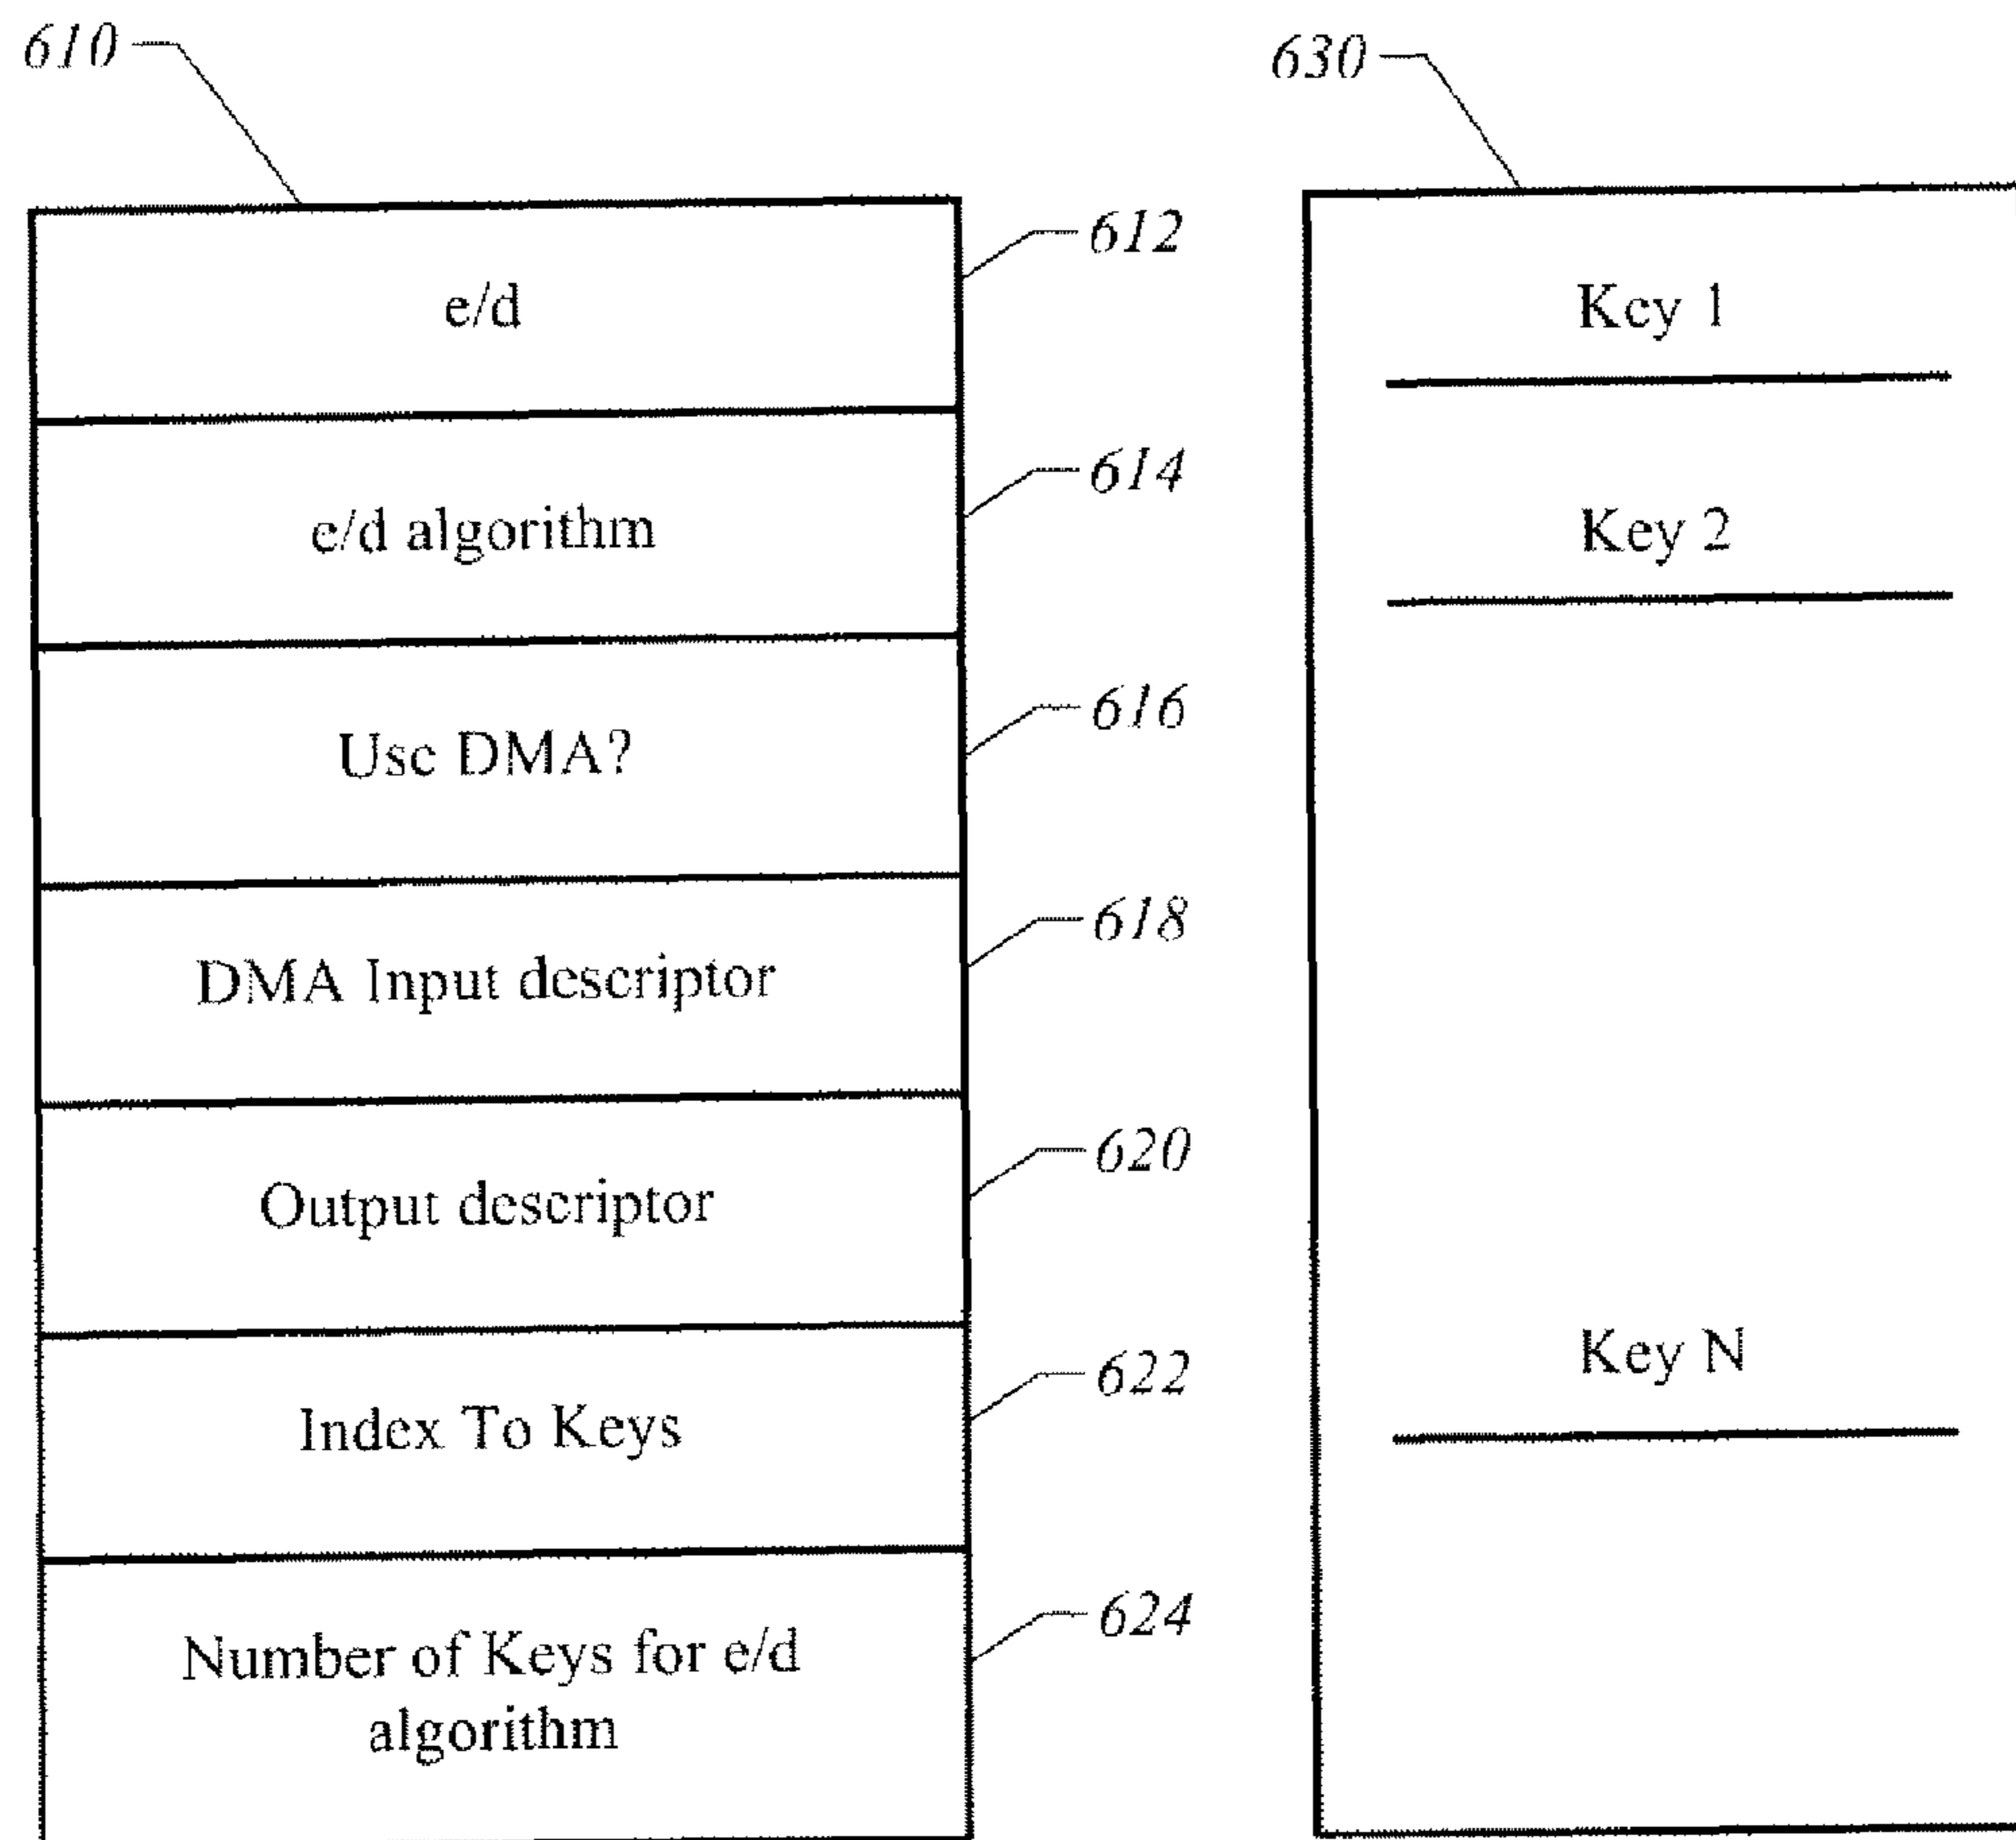 610
630
e/d
612
Key 1
e/d algorithm
614
Key 2
Use DMA?
616
DMA Input descriptor
618
Output descriptor
620
Index To Keys
622
Key N
Number of Keys for e/d
algorithm
624